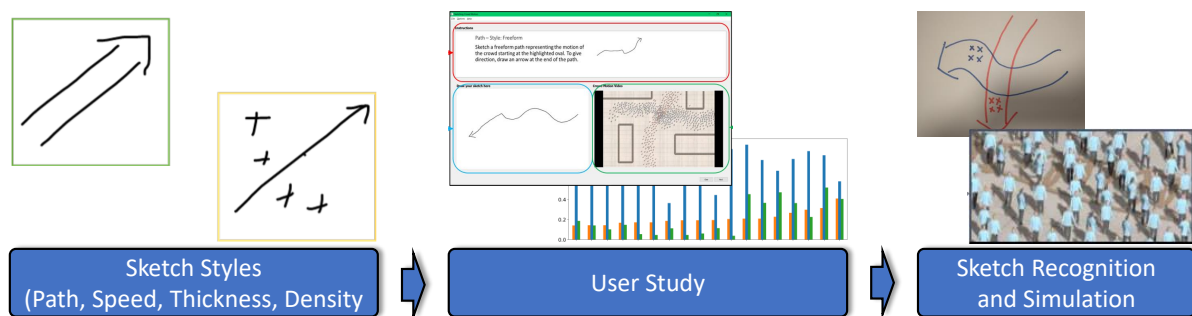 Instructions
Path – Style: Freeform
Sketch a freeform path representing the motion
of the crowd starting at the highlighted oval. To give
direction, draw an arrow at the end of the path.
Draw your sketch here
Crowd Motion Video
0.4
0.2
0.0
Sketch Styles
(Path, Speed, Thickness, Density
User Study
Sketch Recognition
and Simulation